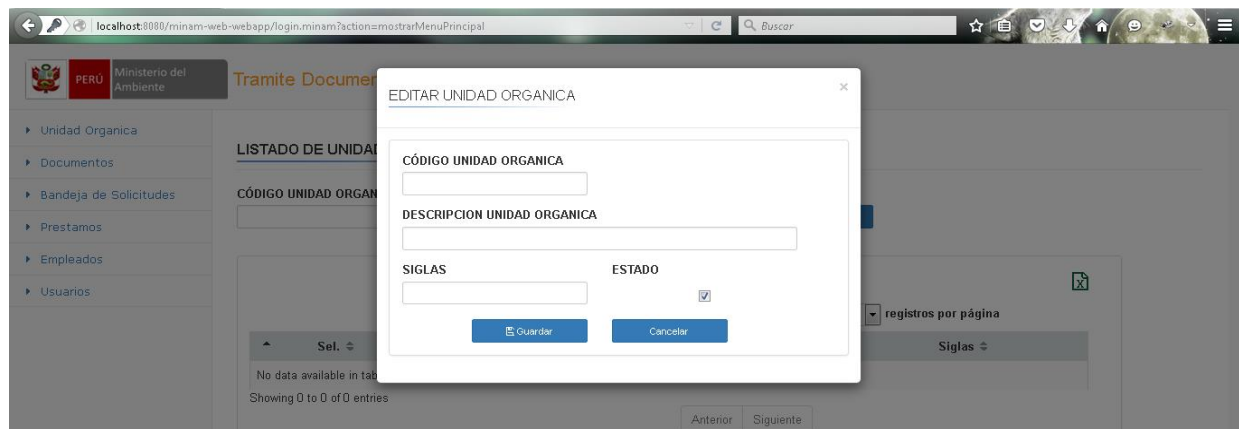 localhost:8080/minam-web-webapp/login.minam?action=mostrarMenuPrincipal
Buscar
PERÚ
Ministerio del
Ambiente
Tramite Documen
EDITAR UNIDAD ORGANICA
×
Unidad Organica
Documentos
Bandeja de Solicitudes
Prestamos
Empleados
Usuarios
LISTADO DE UNIDAD
CÓDIGO UNIDAD ORGAN
CÓDIGO UNIDAD ORGANICA
DESCRIPCION UNIDAD ORGANICA
SIGLAS
ESTADO
Guardar
Cancelar
registros por página
Sel.
Siglas
No data available in tab
Showing 0 to 0 of 0 entries
Anterior
Siguiente